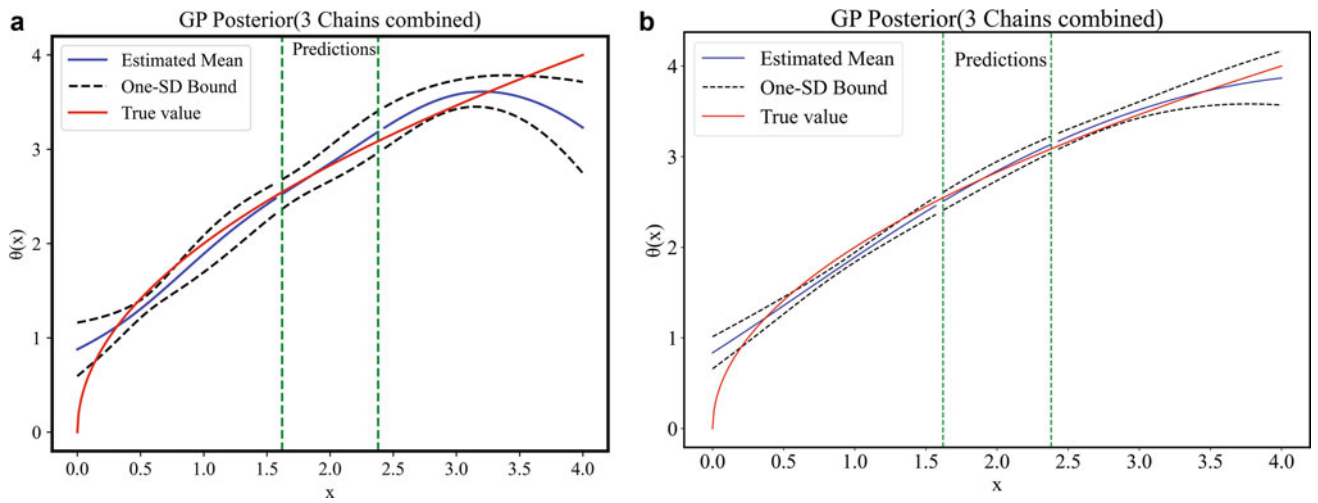 a
GP Posterior(3 Chains combined)
Estimated Mean
One-SD Bound
True value
Predictions
4
3
2
1
0
θ(x)
0.0 0.5 1.0 1.5 2.0 2.5 3.0 3.5 4.0
x
b
GP Posterior(3 Chains combined)
Estimated Mean
One-SD Bound
True value
Predictions
4
3
2
1
0
θ(x)
0.0 0.5 1.0 1.5 2.0 2.5 3.0 3.5 4.0
x